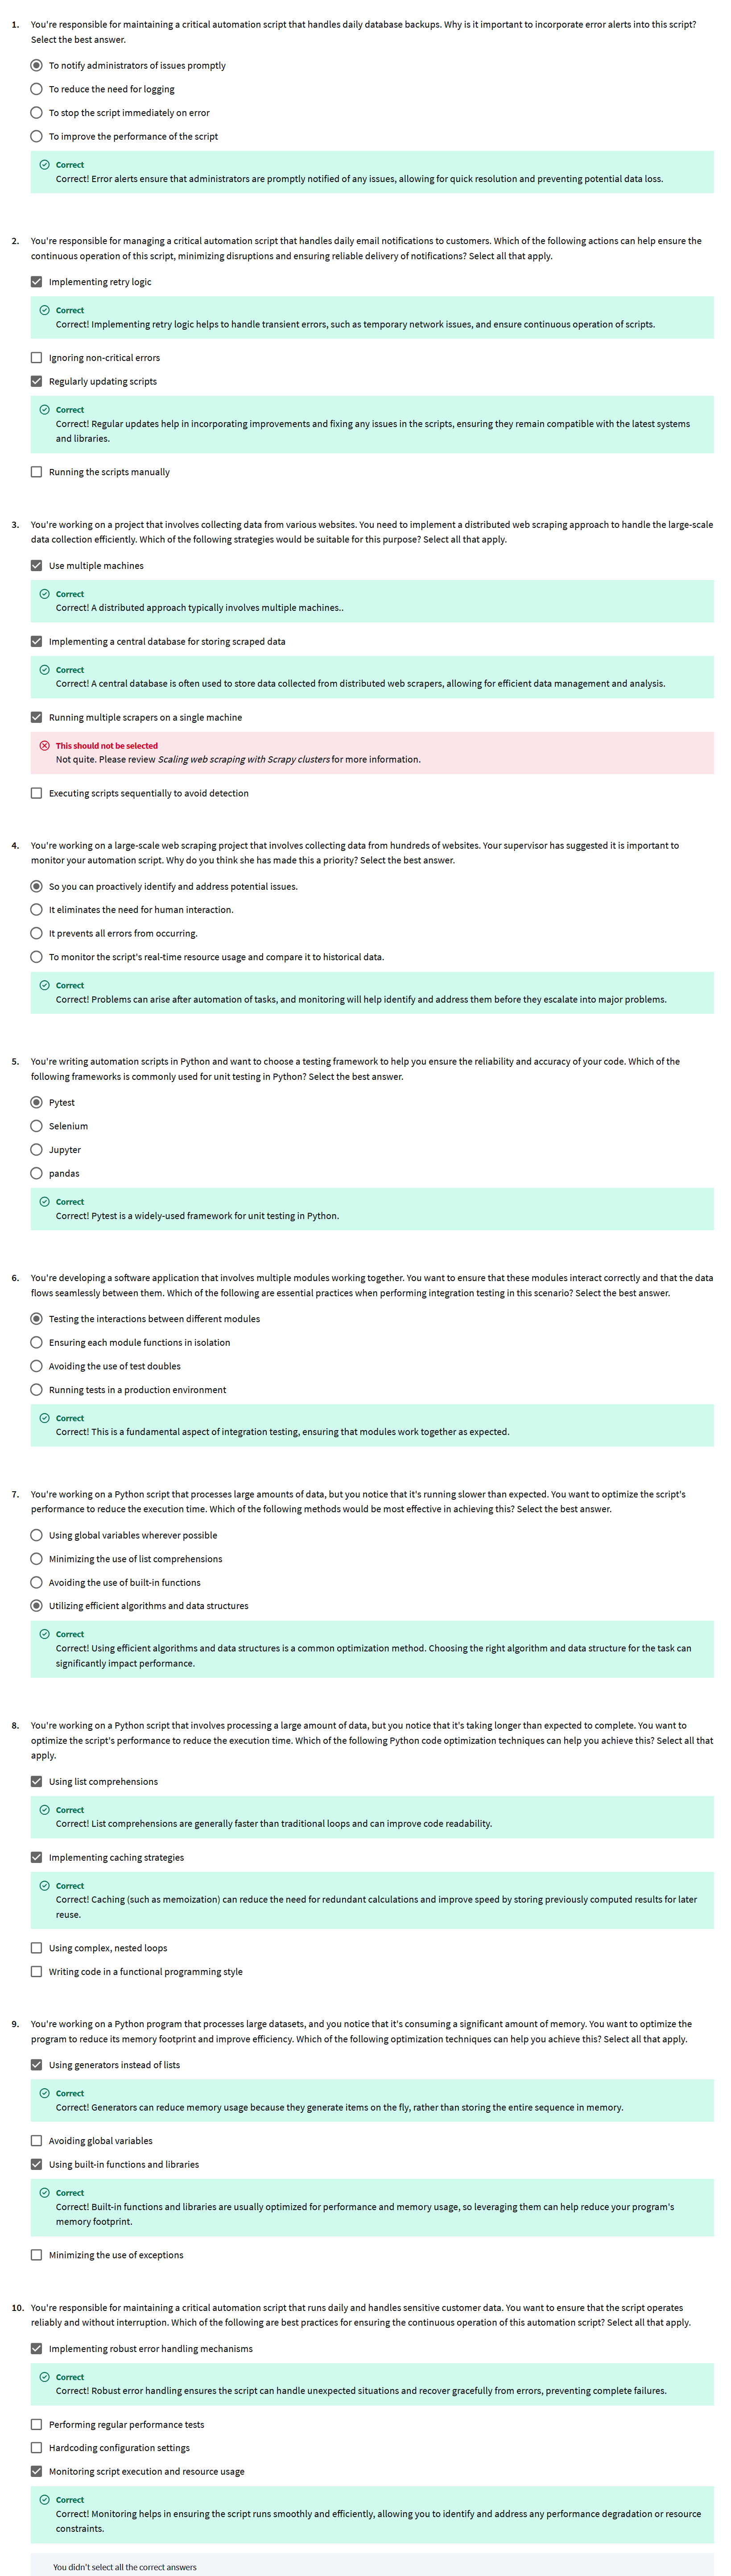 1. You're responsible for maintaining a critical automation script that handles daily database backups. Why is it important to incorporate error alerts into this script?
Select the best answer.
To notify administrators of issues promptly
To reduce the need for logging
To stop the script immediately on error
To improve the performance of the script
Correct
Correct! Error alerts ensure that administrators are promptly notified of any issues, allowing for quick resolution and preventing potential data loss.
2. You're responsible for managing a critical automation script that handles daily email notifications to customers. Which of the following actions can help ensure the
continuous operation of this script, minimizing disruptions and ensuring reliable delivery of notifications? Select all that apply.
Implementing retry logic
Correct
Correct! Implementing retry logic helps to handle transient errors, such as temporary network issues, and ensure continuous operation of scripts.
Ignoring non-critical errors
Regularly updating scripts
Correct
Correct! Regular updates help in incorporating improvements and fixing any issues in the scripts, ensuring they remain compatible with the latest systems
and libraries.
Running the scripts manually
3. You're working on a project that involves collecting data from various websites. You need to implement a distributed web scraping approach to handle the large-scale
data collection efficiently. Which of the following strategies would be suitable for this purpose? Select all that apply.
Use multiple machines
Correct
Correct! A distributed approach typically involves multiple machines..
Implementing a central database for storing scraped data
Correct
Correct! A central database is often used to store data collected from distributed web scrapers, allowing for efficient data management and analysis.
Running multiple scrapers on a single machine
This should not be selected
Not quite. Please review Scaling web scraping with Scrapy clusters for more information.
Executing scripts sequentially to avoid detection
4. You're working on a large-scale web scraping project that involves collecting data from hundreds of websites. Your supervisor has suggested it is important to
monitor your automation script. Why do you think she has made this a priority? Select the best answer.
So you can proactively identify and address potential issues.
It eliminates the need for human interaction.
It prevents all errors from occurring.
To monitor the script's real-time resource usage and compare it to historical data.
Correct
Correct! Problems can arise after automation of tasks, and monitoring will help identify and address them before they escalate into major problems.
5. You're writing automation scripts in Python and want to choose a testing framework to help you ensure the reliability and accuracy of your code. Which of the
following frameworks is commonly used for unit testing in Python? Select the best answer.
Pytest
Selenium
Jupyter
pandas
Correct
Correct! Pytest is a widely-used framework for unit testing in Python.
6. You're developing a software application that involves multiple modules working together. You want to ensure that these modules interact correctly and that the data
flows seamlessly between them. Which of the following are essential practices when performing integration testing in this scenario? Select the best answer.
Testing the interactions between different modules
Ensuring each module functions in isolation
Avoiding the use of test doubles
Running tests in a production environment
Correct
Correct! This is a fundamental aspect of integration testing, ensuring that modules work together as expected.
7. You're working on a Python script that processes large amounts of data, but you notice that it's running slower than expected. You want to optimize the script's
performance to reduce the execution time. Which of the following methods would be most effective in achieving this? Select the best answer.
Using global variables wherever possible
Minimizing the use of list comprehensions
Avoiding the use of built-in functions
Utilizing efficient algorithms and data structures
Correct
Correct! Using efficient algorithms and data structures is a common optimization method. Choosing the right algorithm and data structure for the task can
significantly impact performance.
8. You're working on a Python script that involves processing a large amount of data, but you notice that it's taking longer than expected to complete. You want to
optimize the script's performance to reduce the execution time. Which of the following Python code optimization techniques can help you achieve this? Select all that
apply.
Using list comprehensions
Correct
Correct! List comprehensions are generally faster than traditional loops and can improve code readability.
Implementing caching strategies
Correct
Correct! Caching (such as memoization) can reduce the need for redundant calculations and improve speed by storing previously computed results for later
reuse.
Using complex, nested loops
Writing code in a functional programming style
9. You're working on a Python program that processes large datasets, and you notice that it's consuming a significant amount of memory. You want to optimize the
program to reduce its memory footprint and improve efficiency. Which of the following optimization techniques can help you achieve this? Select all that apply.
Using generators instead of lists
Correct
Correct! Generators can reduce memory usage because they generate items on the fly, rather than storing the entire sequence in memory.
Avoiding global variables
Using built-in functions and libraries
Correct
Correct! Built-in functions and libraries are usually optimized for performance and memory usage, so leveraging them can help reduce your program's
memory footprint.
Minimizing the use of exceptions
10. You're responsible for maintaining a critical automation script that runs daily and handles sensitive customer data. You want to ensure that the script operates
reliably and without interruption. Which of the following are best practices for ensuring the continuous operation of this automation script? Select all that apply.
Implementing robust error handling mechanisms
Correct
Correct! Robust error handling ensures the script can handle unexpected situations and recover gracefully from errors, preventing complete failures.
Performing regular performance tests
Hardcoding configuration settings
Monitoring script execution and resource usage
Correct
Correct! Monitoring helps in ensuring the script runs smoothly and efficiently, allowing you to identify and address any performance degradation or resource
constraints.
You didn't select all the correct answers